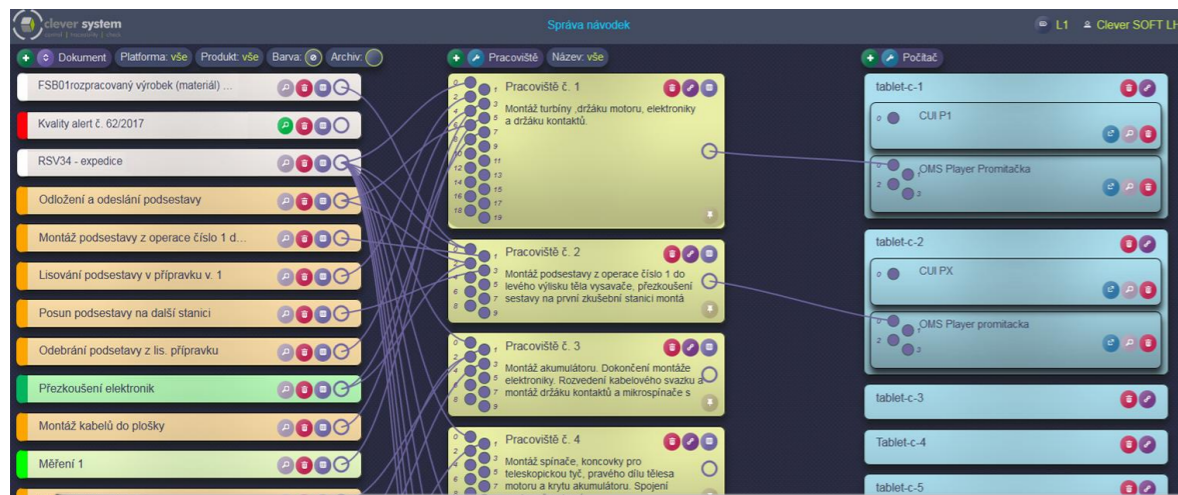 clever system
control | traceability | check
Správa návodek
L1
Clever SOFT LH
Dokument
Platforma: vše
Produkt: vše
Barva:
Archiv:
Pracoviště
Název: vše
Počítač
FSB01rozpracovaný výrobek (materiál) ...
Kvality alert č. 62/2017
RSV34 - expedice
Odložení a odeslání podsestavy
Montáž podsestavy z operace číslo 1 d...
Lisování podsestavy v přípravku v. 1
Posun podsestavy na další stanici
Odebrání podsetavy z lis. přípravku
Přezkoušení elektronik
Montáž kabelů do plošky
Měření 1
Pracoviště č. 1
Montáž turbíny ,držáku motoru, elektroniky
a držáku kontaktů.
Pracoviště č. 2
Montáž podsestavy z operace číslo 1 do
levého výlisku těla vysavače, přezkoušení
sestavy na první zkušební stanici montá
Pracoviště č. 3
Montáž akumulátoru. Dokončení montáže
elektroniky. Rozvedení kabelového svazku a
montáž držáku kontaktů a mikrospínače s
Pracoviště č. 4
Montáž spínače, koncovky pro
teleskopickou tyč, pravého dílu tělesa
motoru a krytu akumulátoru. Spojení
tablet-c-1
CUI P1
OMS Player Promitačka
tablet-c-2
CUI PX
OMS Player promitacka
tablet-c-3
Tablet-c-4
tablet-c-5